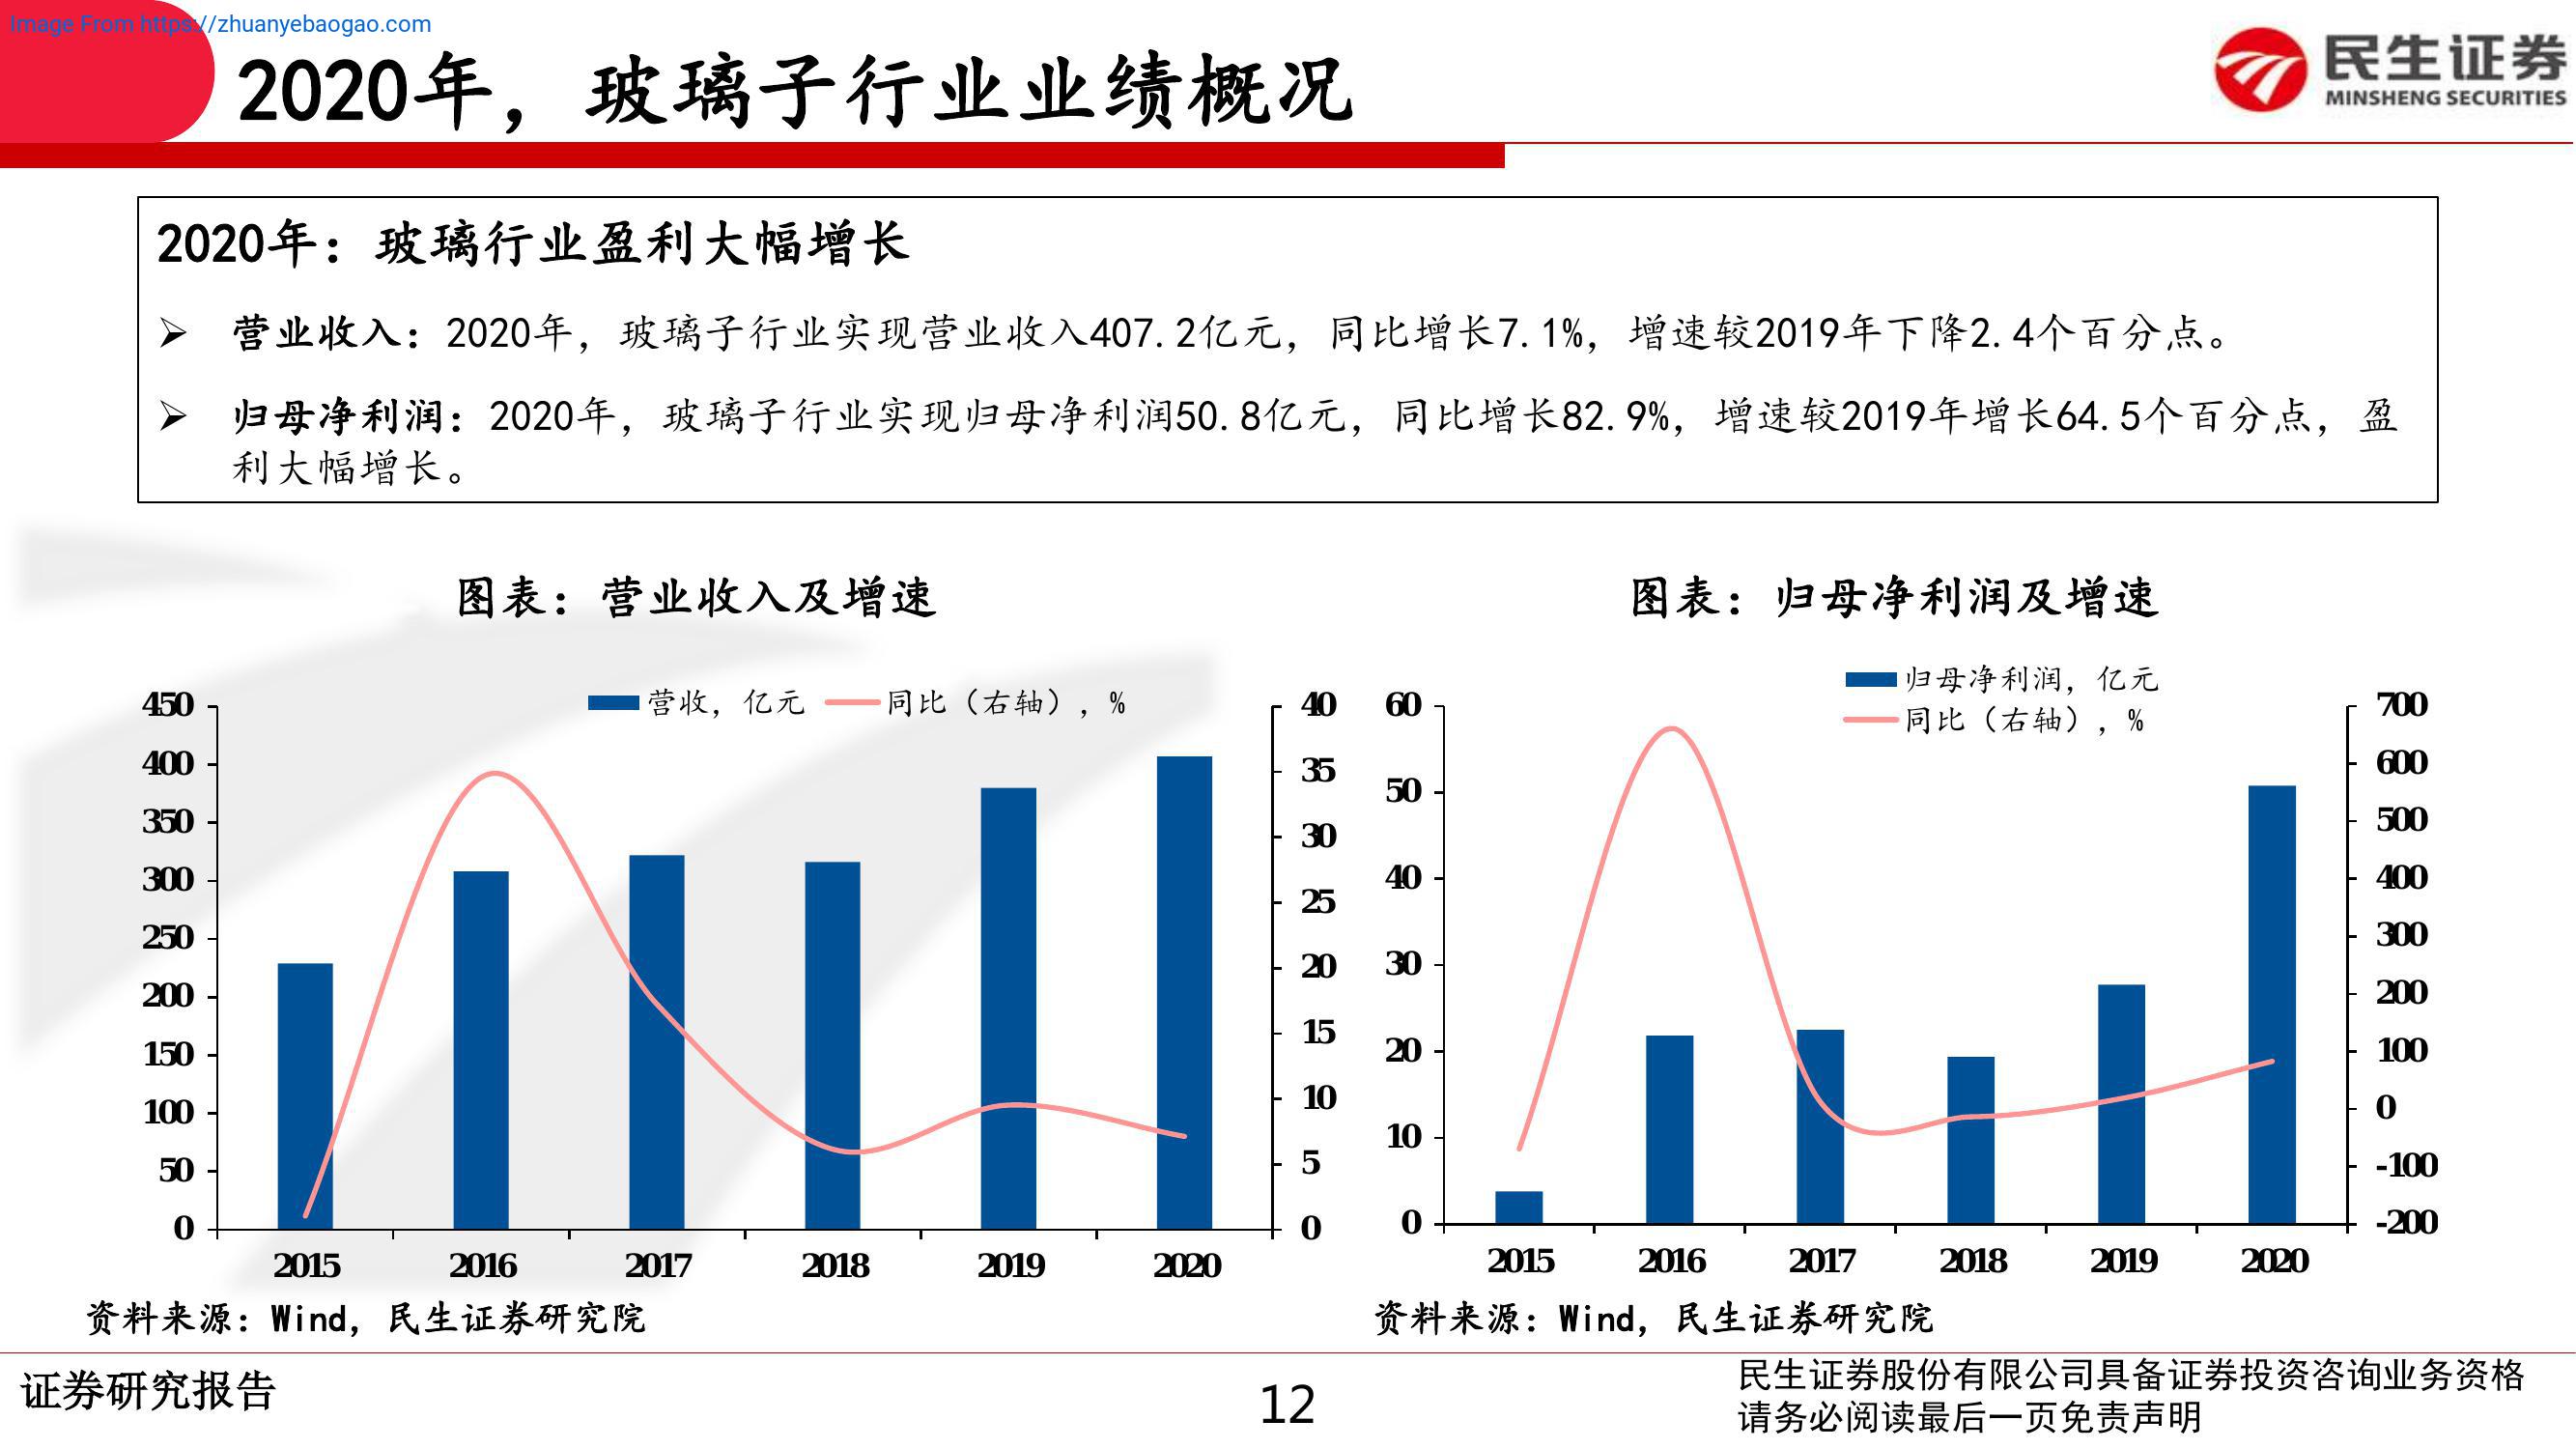 Image From https://zhuanyebaogao.com
2020年，玻璃子行业业绩概况
民生证券
MINSHENG SECURITIES
2020年：玻璃行业盈利大幅增长
➢ 营业收入：2020年，玻璃子行业实现营业收入407.2亿元，同比增长7.1%，增速较2019年下降2.4个百分点。
➢ 归母净利润：2020年，玻璃子行业实现归母净利润50.8亿元，同比增长82.9%，增速较2019年增长64.5个百分点，盈
利大幅增长。
图表：营业收入及增速
营收，亿元 同比（右轴），%
450
400
350
300
250
200
150
100
50
0
40
35
30
25
20
15
10
5
0
2015 2016 2017 2018 2019 2020
资料来源：Wind，民生证券研究院
图表：归母净利润及增速
归母净利润，亿元
同比（右轴），%
60
50
40
30
20
10
0
700
600
500
400
300
200
100
0
-100
-200
2015 2016 2017 2018 2019 2020
资料来源：Wind，民生证券研究院
证券研究报告
12
民生证券股份有限公司具备证券投资咨询业务资格
请务必阅读最后一页免责声明